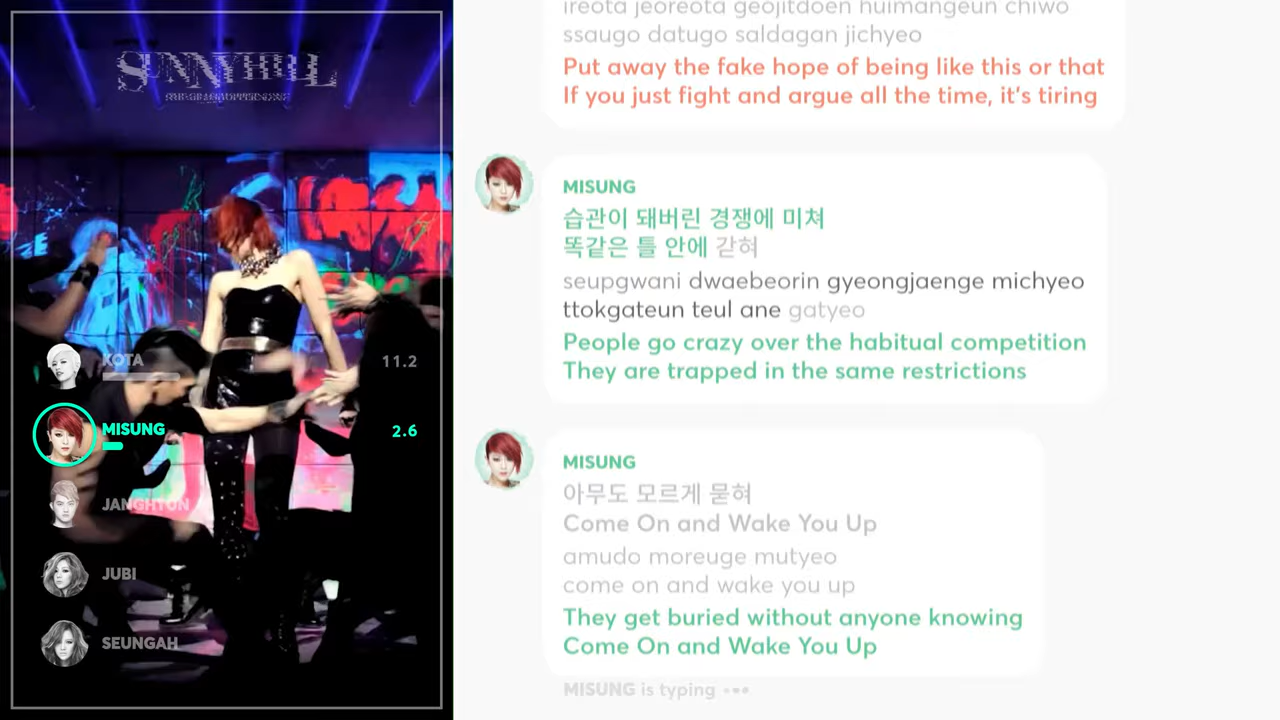 SUNNYHILL
KOTA
11.2
MISUNG
2.6
JANGHYUN
JUBI
SEUNGAH
ireota jeoreota geojitdoen huimangeun chiwo
ssaugo datugo saldagan jichyeo
Put away the fake hope of being like this or that
If you just fight and argue all the time, it's tiring
MISUNG
습관이 돼버린 경쟁에 미쳐
똑같은 틀 안에 갇혀
seupgwani dwaebeorin gyeongjaenge michyeo
ttokgateun teul ane gatyeo
People go crazy over the habitual competition
They are trapped in the same restrictions
MISUNG
아무도 모르게 묻혀
Come On and Wake You Up
amudo moreuge mutyeo
come on and wake you up
They get buried without anyone knowing
Come On and Wake You Up
MISUNG is typing •••